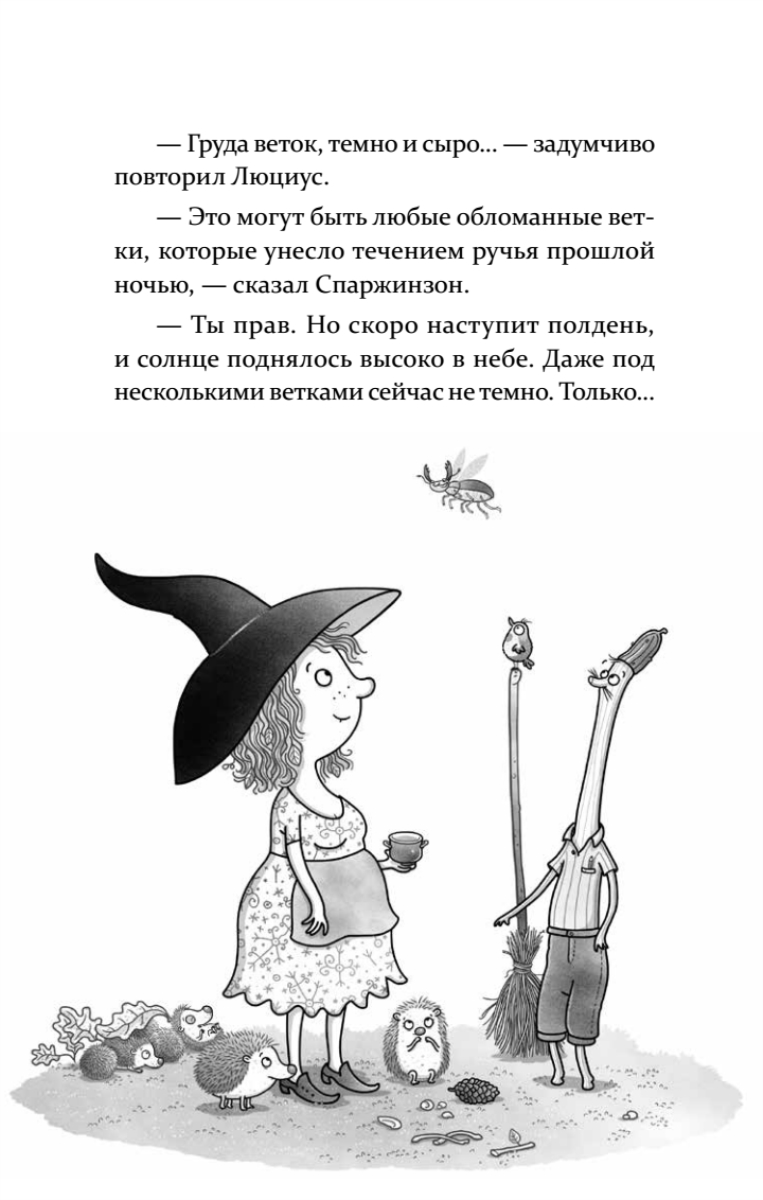 — Груда веток, темно и сыро... — задумчиво
повторил Люциус.
— Это могут быть любые обломанные вет-
ки, которые унесло течением ручья прошлой
ночью, — сказал Спаржинзон.
— Ты прав. Но скоро наступит полдень,
и солнце поднялось высоко в небе. Даже под
несколькими ветками сейчас не темно. Только...